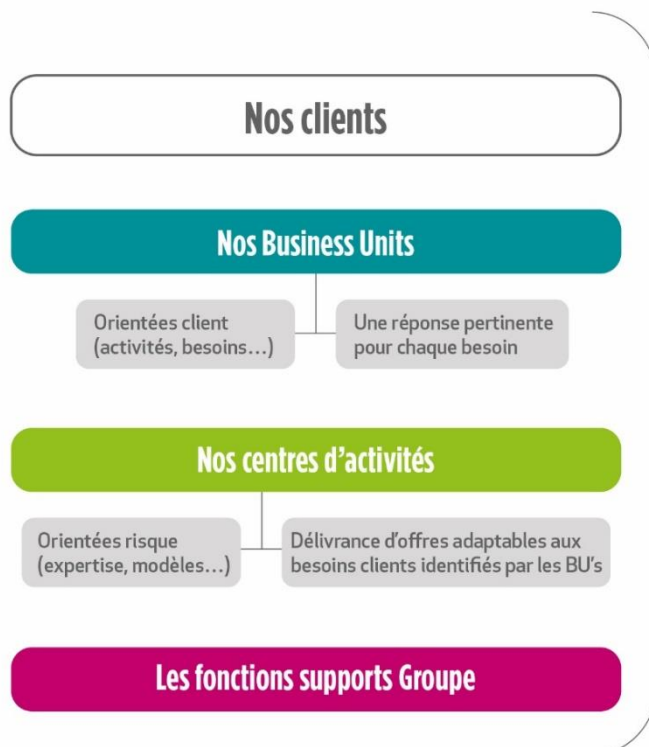 Nos clients
Nos Business Units
Orientées client
(activités, besoins…)
Une réponse pertinente
pour chaque besoin
Nos centres d’activités
Orientées risque
(expertise, modèles…)
Délivrance d’offres adaptables aux
besoins clients identifiés par les BU’s
Les fonctions supports Groupe